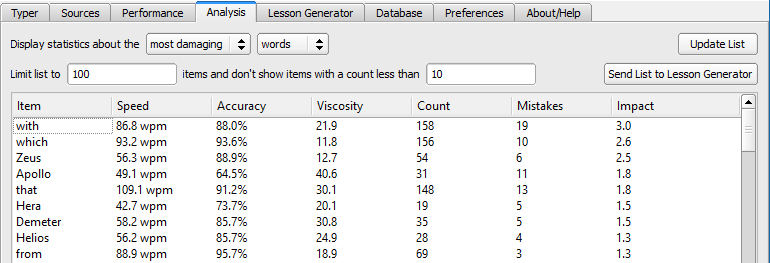 Typer Sources Performance Analysis Lesson Generator Database Preferences About/Help
Display statistics about the most damaging words Update List
Limit list to 100 items and don't show items with a count less than 10 Send List to Lesson Generator
Item Speed Accuracy Viscosity Count Mistakes Impact
with 86.8 wpm 88.0% 21.9 158 19 3.0
which 93.2 wpm 93.6% 11.8 156 10 2.6
Zeus 56.3 wpm 88.9% 12.7 54 6 2.5
Apollo 49.1 wpm 64.5% 40.6 31 11 1.8
that 109.1 wpm 91.2% 30.1 148 13 1.8
Hera 42.7 wpm 73.7% 20.1 19 5 1.5
Demeter 58.2 wpm 85.7% 30.8 35 5 1.5
Helios 56.2 wpm 85.7% 24.9 28 4 1.3
from 88.9 wpm 95.7% 18.9 69 3 1.3